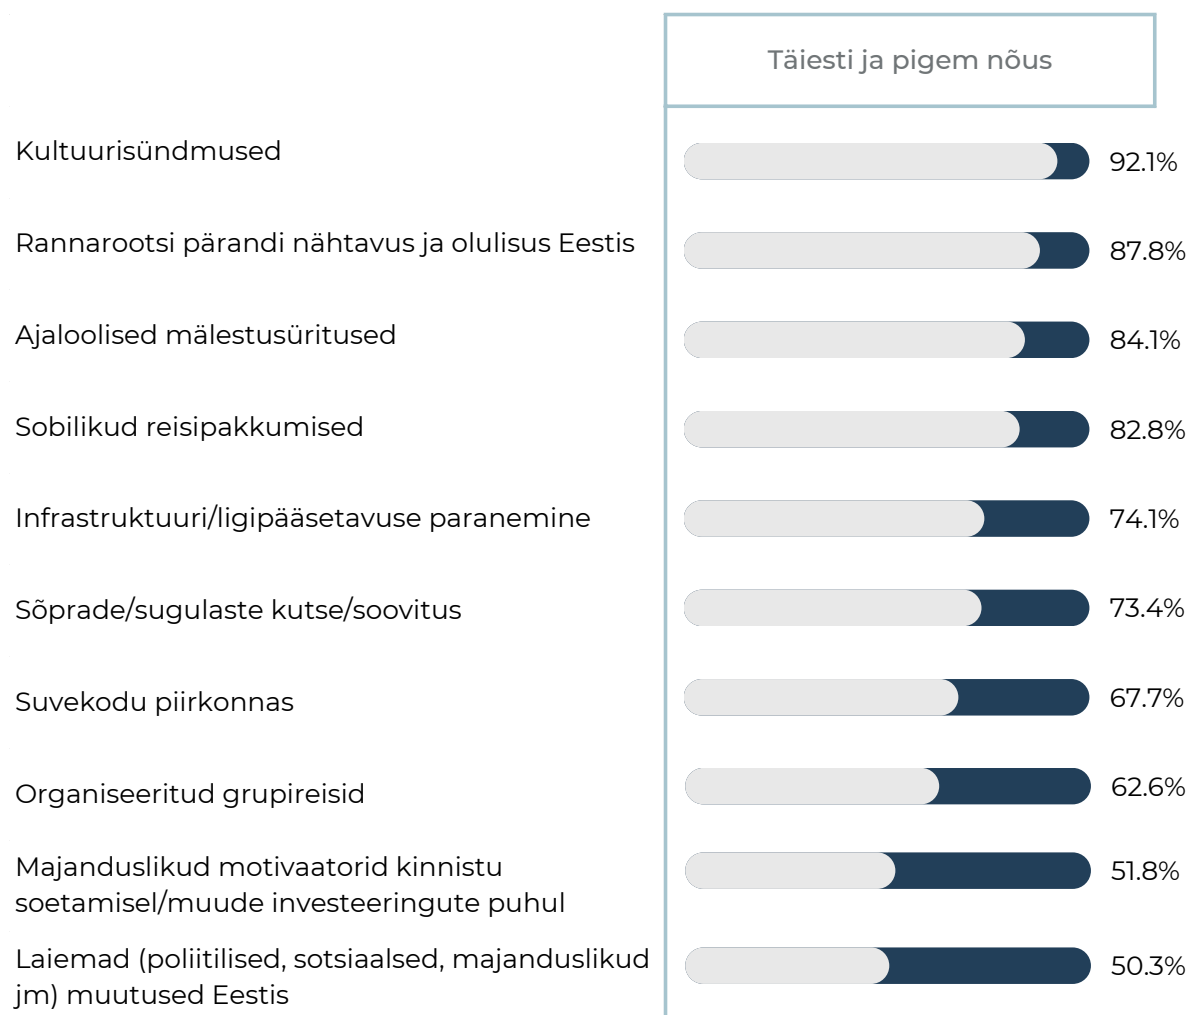 Täiesti ja pigem nõus
Kultuurisündmused
92.1%
Rannarootsi pärandi nähtavus ja olulisus Eestis
87.8%
Ajaloolised mälestusüritused
84.1%
Sobilikud reisipakkumised
82.8%
Infrastruktuuri/ligipääsetavuse paranemine
74.1%
Sõprade/sugulaste kutse/soovitus
73.4%
Suvekodu piirkonnas
67.7%
Organiseeritud grupireisid
62.6%
Majanduslikud motivaatorid kinnistu
soetamisel/muude investeeringute puhul
51.8%
Laiemad (poliitilised, sotsiaalsed, majanduslikud
jm) muutused Eestis
50.3%